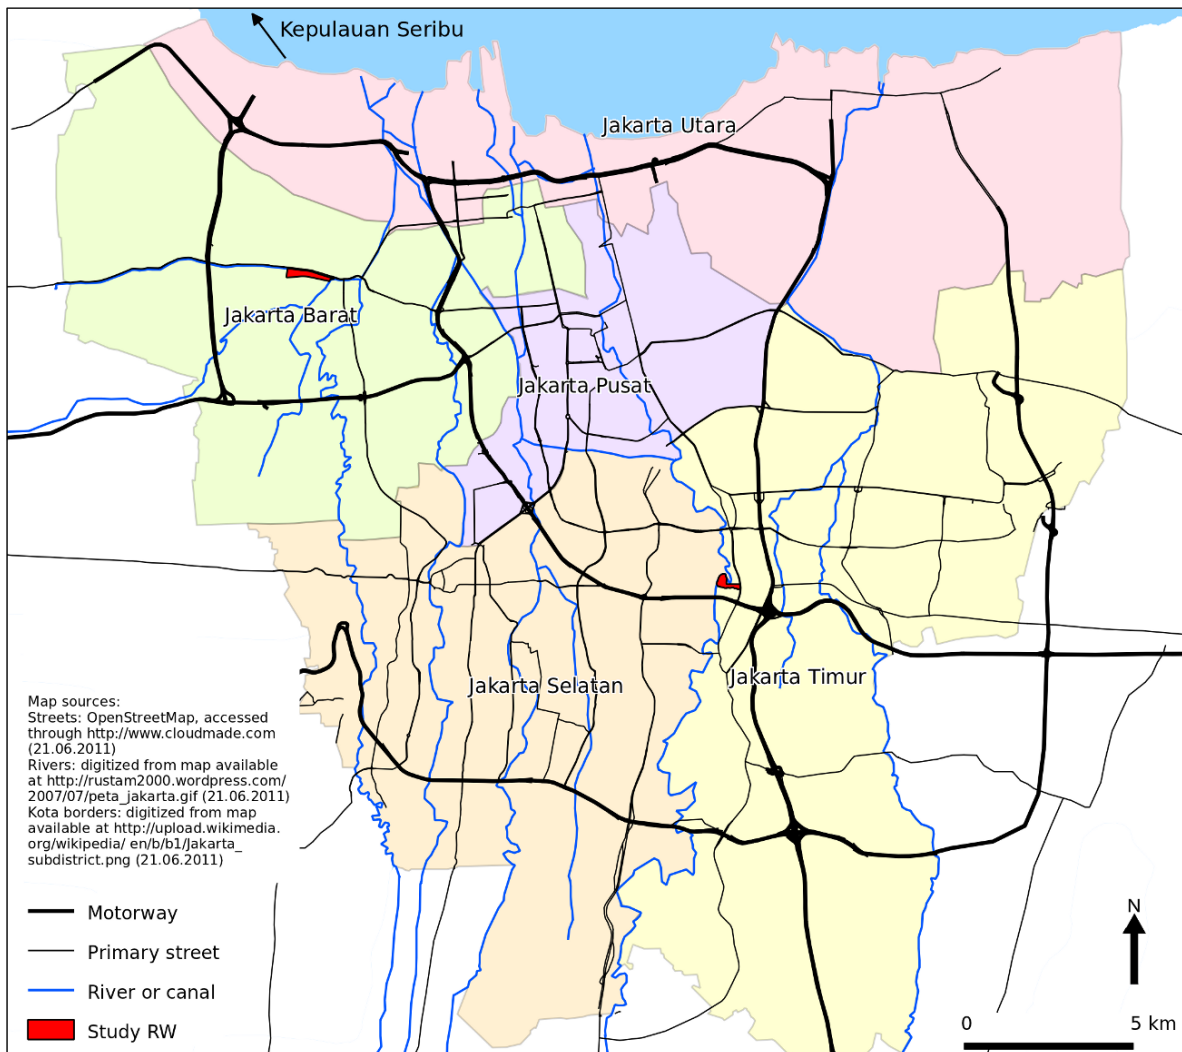 Kepulauan Seribu
Jakarta Utara
Jakarta Barat
Jakarta Pusat
Jakarta Selatan
Jakarta Timur
Map sources:
Streets: OpenStreetMap, accessed
through http://www.cloudmade.com
(21.06.2011)
Rivers: digitized from map available
at http://rustam2000.wordpress.com/
2007/07/peta_jakarta.gif (21.06.2011)
Kota borders: digitized from map
available at http://upload.wikimedia.
org/wikipedia/ en/b/b1/Jakarta_
subdistrict.png (21.06.2011)
Motorway
Primary street
River or canal
Study RW
N
0 5 km